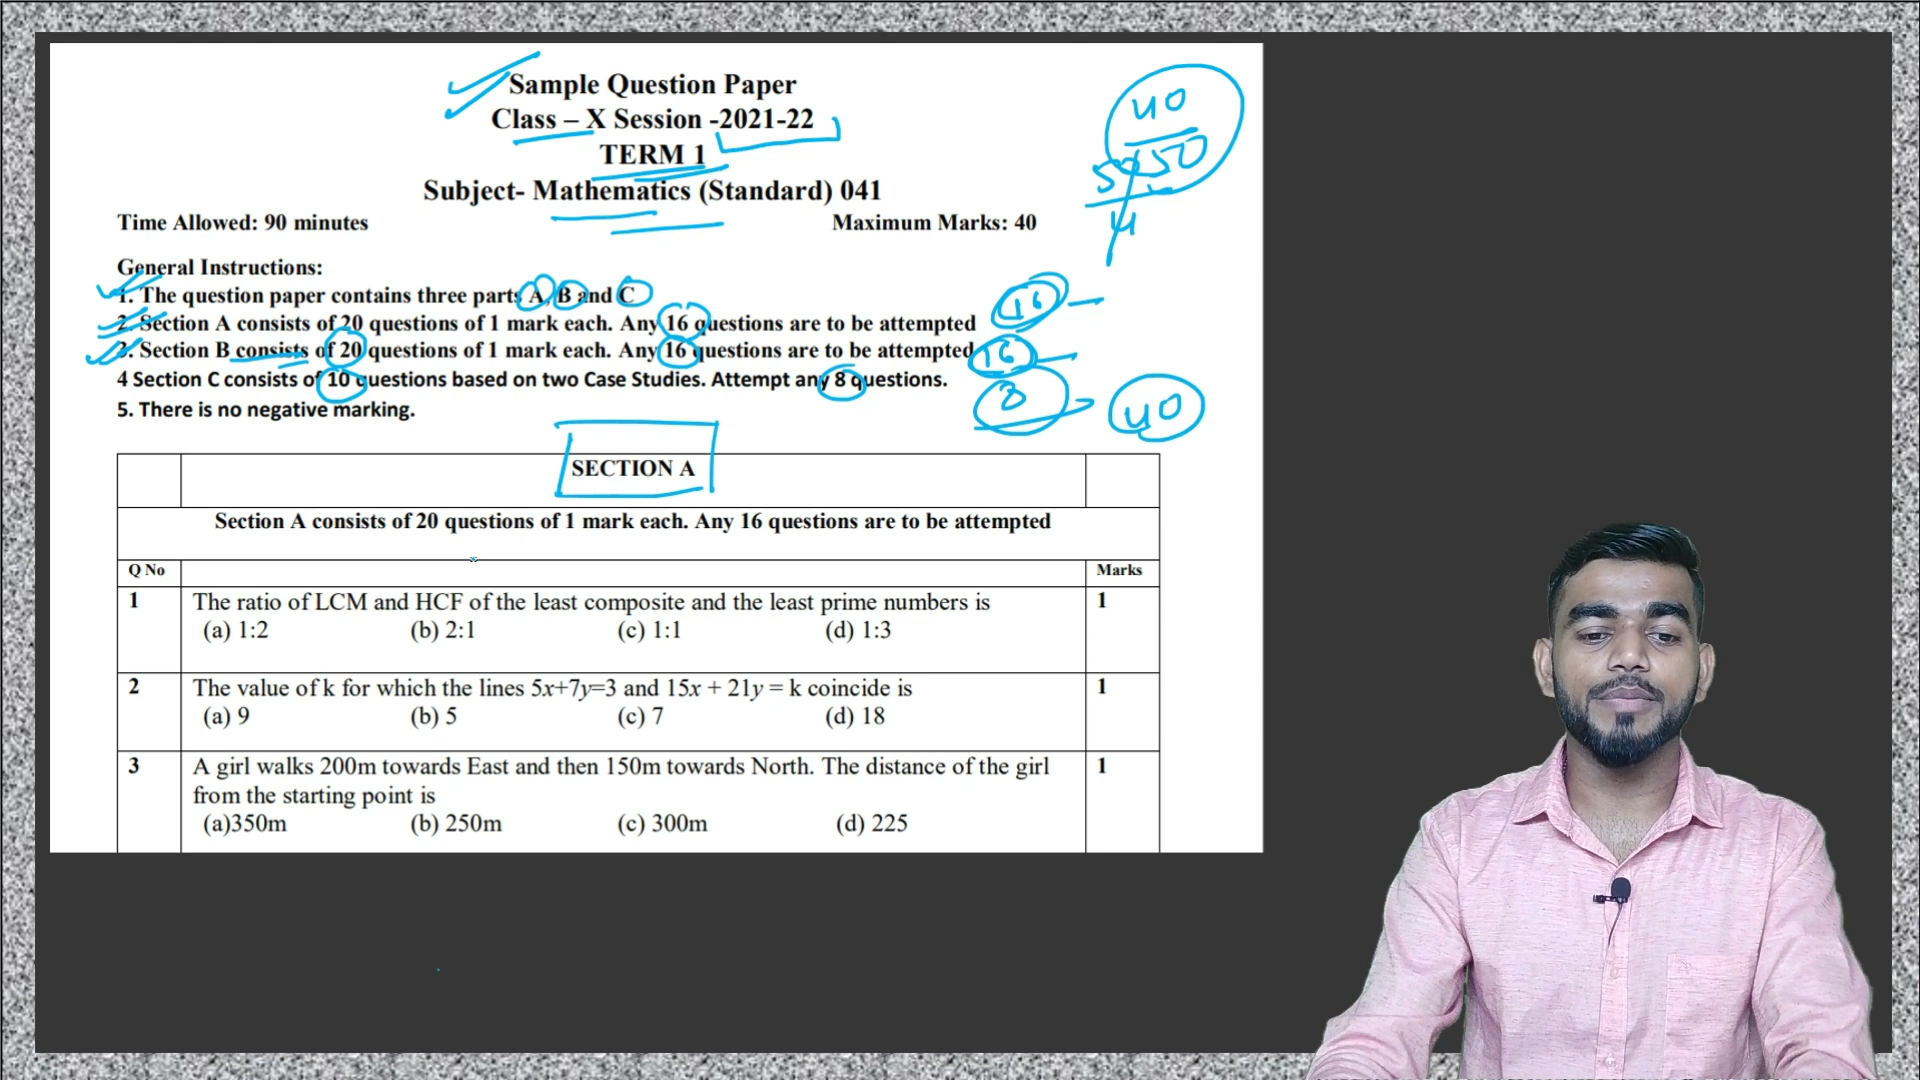 Sample Question Paper
Class – X Session -2021-22
TERM 1
Subject- Mathematics (Standard) 041
Time Allowed: 90 minutes Maximum Marks: 40
40
50
General Instructions:
1. The question paper contains three parts A, B and C
2. Section A consists of 20 questions of 1 mark each. Any 16 questions are to be attempted 16
3. Section B consists of 20 questions of 1 mark each. Any 16 questions are to be attempted 16
4 Section C consists of 10 questions based on two Case Studies. Attempt any 8 questions. 8 40
5. There is no negative marking.
SECTION A
Section A consists of 20 questions of 1 mark each. Any 16 questions are to be attempted
Q No Marks
1 The ratio of LCM and HCF of the least composite and the least prime numbers is 1
(a) 1:2 (b) 2:1 (c) 1:1 (d) 1:3
2 The value of k for which the lines 5x+7y=3 and 15x + 21y = k coincide is 1
(a) 9 (b) 5 (c) 7 (d) 18
3 A girl walks 200m towards East and then 150m towards North. The distance of the girl 1
from the starting point is
(a)350m (b) 250m (c) 300m (d) 225